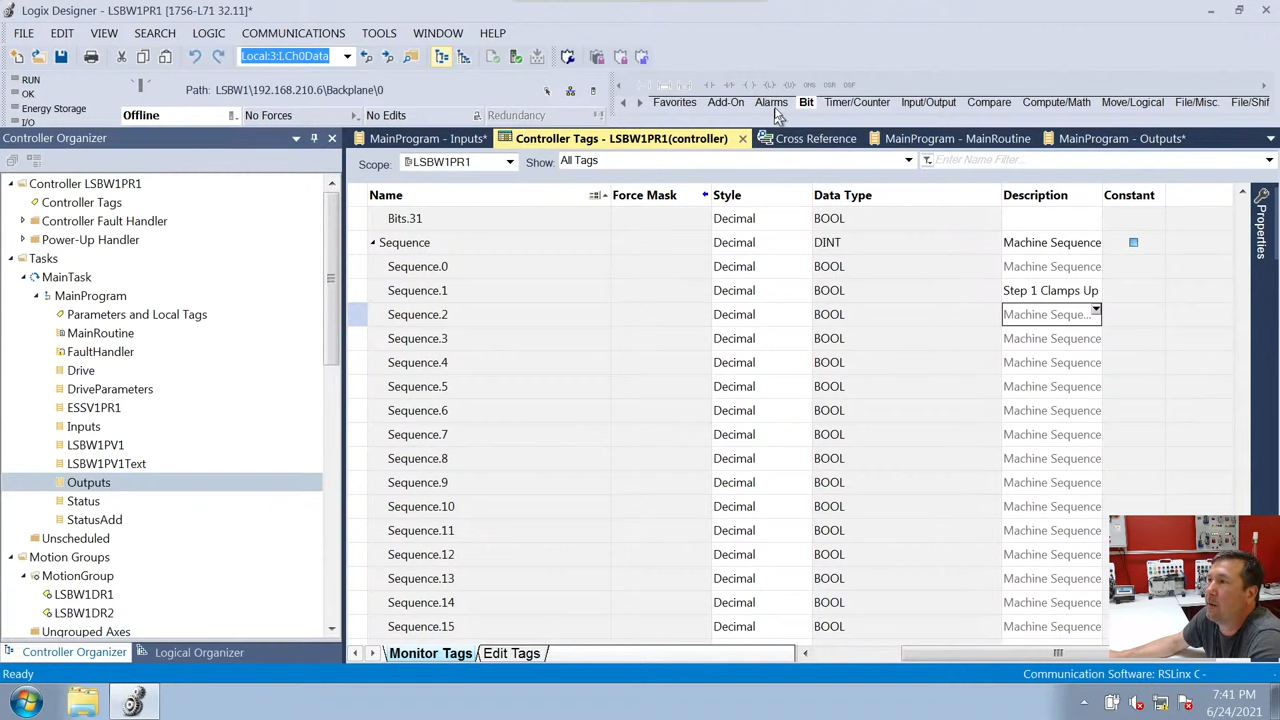 Logix Designer - LSBW1PR1 [1756-L71 32.11]*
FILE EDIT VIEW SEARCH LOGIC COMMUNICATIONS TOOLS WINDOW HELP
Local:3:I.Ch0Data
RUN
OK
Energy Storage
I/O
Path: LSBW1\192.168.210.6\Backplane\0
Offline No Forces No Edits Redundancy
Favorites Add-On Alarms Bit Timer/Counter Input/Output Compare Compute/Math Move/Logical File/Misc. File/Shif
Controller Organizer
MainProgram - Inputs* Controller Tags - LSBW1PR1(controller) Cross Reference MainProgram - MainRoutine MainProgram - Outputs*
Scope: LSBW1PR1 Show: All Tags Enter Name Filter...
Controller LSBW1PR1
Controller Tags
Controller Fault Handler
Power-Up Handler
Tasks
MainTask
MainProgram
Parameters and Local Tags
MainRoutine
FaultHandler
Drive
DriveParameters
ESSV1PR1
Inputs
LSBW1PV1
LSBW1PV1Text
Outputs
Status
StatusAdd
Unscheduled
Motion Groups
MotionGroup
LSBW1DR1
LSBW1DR2
Ungrouped Axes
Controller Organizer Logical Organizer
Name Force Mask Style Data Type Description Constant
Bits.31 Decimal BOOL
Sequence Decimal DINT Machine Sequence
Sequence.0 Decimal BOOL Machine Sequence
Sequence.1 Decimal BOOL Step 1 Clamps Up
Sequence.2 Decimal BOOL Machine Seque...
Sequence.3 Decimal BOOL Machine Sequence
Sequence.4 Decimal BOOL Machine Sequence
Sequence.5 Decimal BOOL Machine Sequence
Sequence.6 Decimal BOOL Machine Sequence
Sequence.7 Decimal BOOL Machine Sequence
Sequence.8 Decimal BOOL Machine Sequence
Sequence.9 Decimal BOOL Machine Sequence
Sequence.10 Decimal BOOL Machine Sequence
Sequence.11 Decimal BOOL Machine Sequence
Sequence.12 Decimal BOOL Machine Sequence
Sequence.13 Decimal BOOL Machine Sequence
Sequence.14 Decimal BOOL Machine Sequence
Sequence.15 Decimal BOOL Machine Sequence
Monitor Tags Edit Tags
Properties
Ready
Communication Software: RSLinx C
7:41 PM
6/24/2021